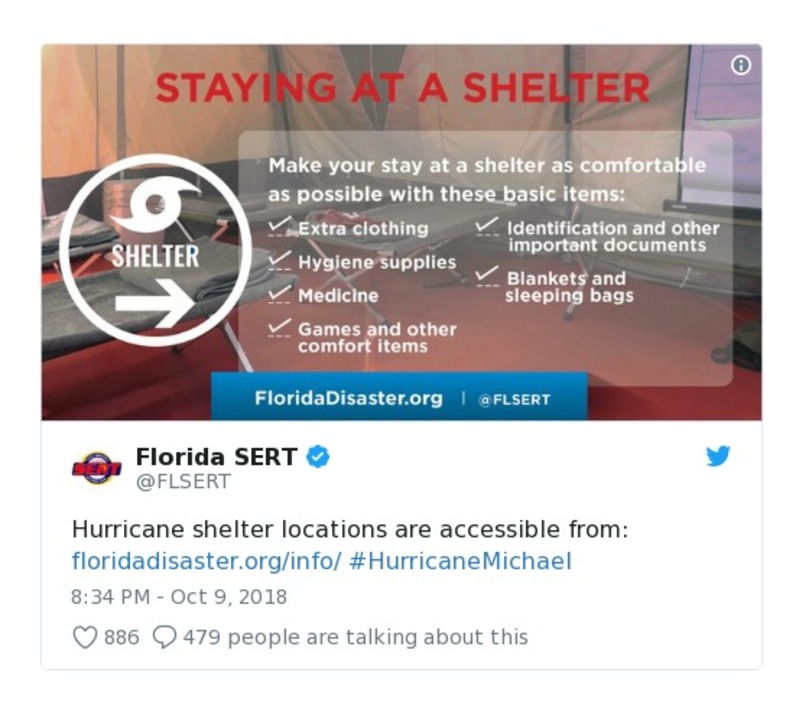 STAYING AT A SHELTER
Make your stay at a shelter as comfortable
as possible with these basic items:
SHELTER
Extra clothing
Hygiene supplies
Medicine
Games and other
comfort items
Identification and other
important documents
Blankets and
sleeping bags
FloridaDisaster.org | @FLSERT
SERT
Florida SERT
@FLSERT
Hurricane shelter locations are accessible from:
floridadisaster.org/info/ #HurricaneMichael
8:34 PM - Oct 9, 2018
886 479 people are talking about this